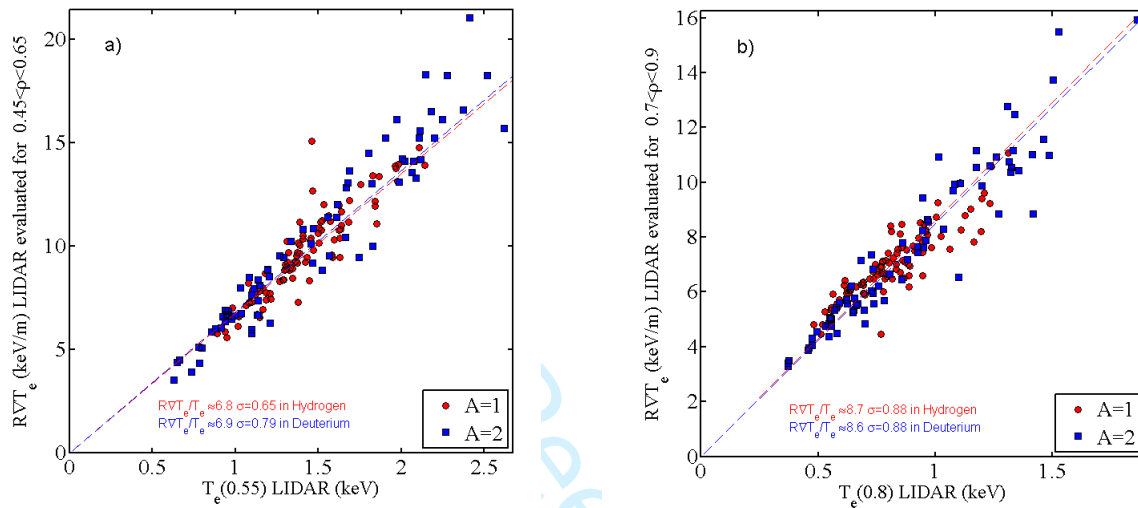 a)
R∇T_e (keV/m) LIDAR evaluated for 0.45<ρ<0.65
20
15
10
5
0
R∇T_e/T_e≈6.8 σ=0.65 in Hydrogen
R∇T_e/T_e≈6.9 σ=0.79 in Deuterium
A=1
A=2
0
0.5
1
1.5
2
2.5
T_e(0.55) LIDAR (keV)
b)
R∇T_e (keV/m) LIDAR evaluated for 0.7<ρ<0.9
16
14
12
10
8
6
4
2
0
R∇T_e/T_e≈8.7 σ=0.88 in Hydrogen
R∇T_e/T_e≈8.6 σ=0.88 in Deuterium
A=1
A=2
0
0.5
1
1.5
T_e(0.8) LIDAR (keV)